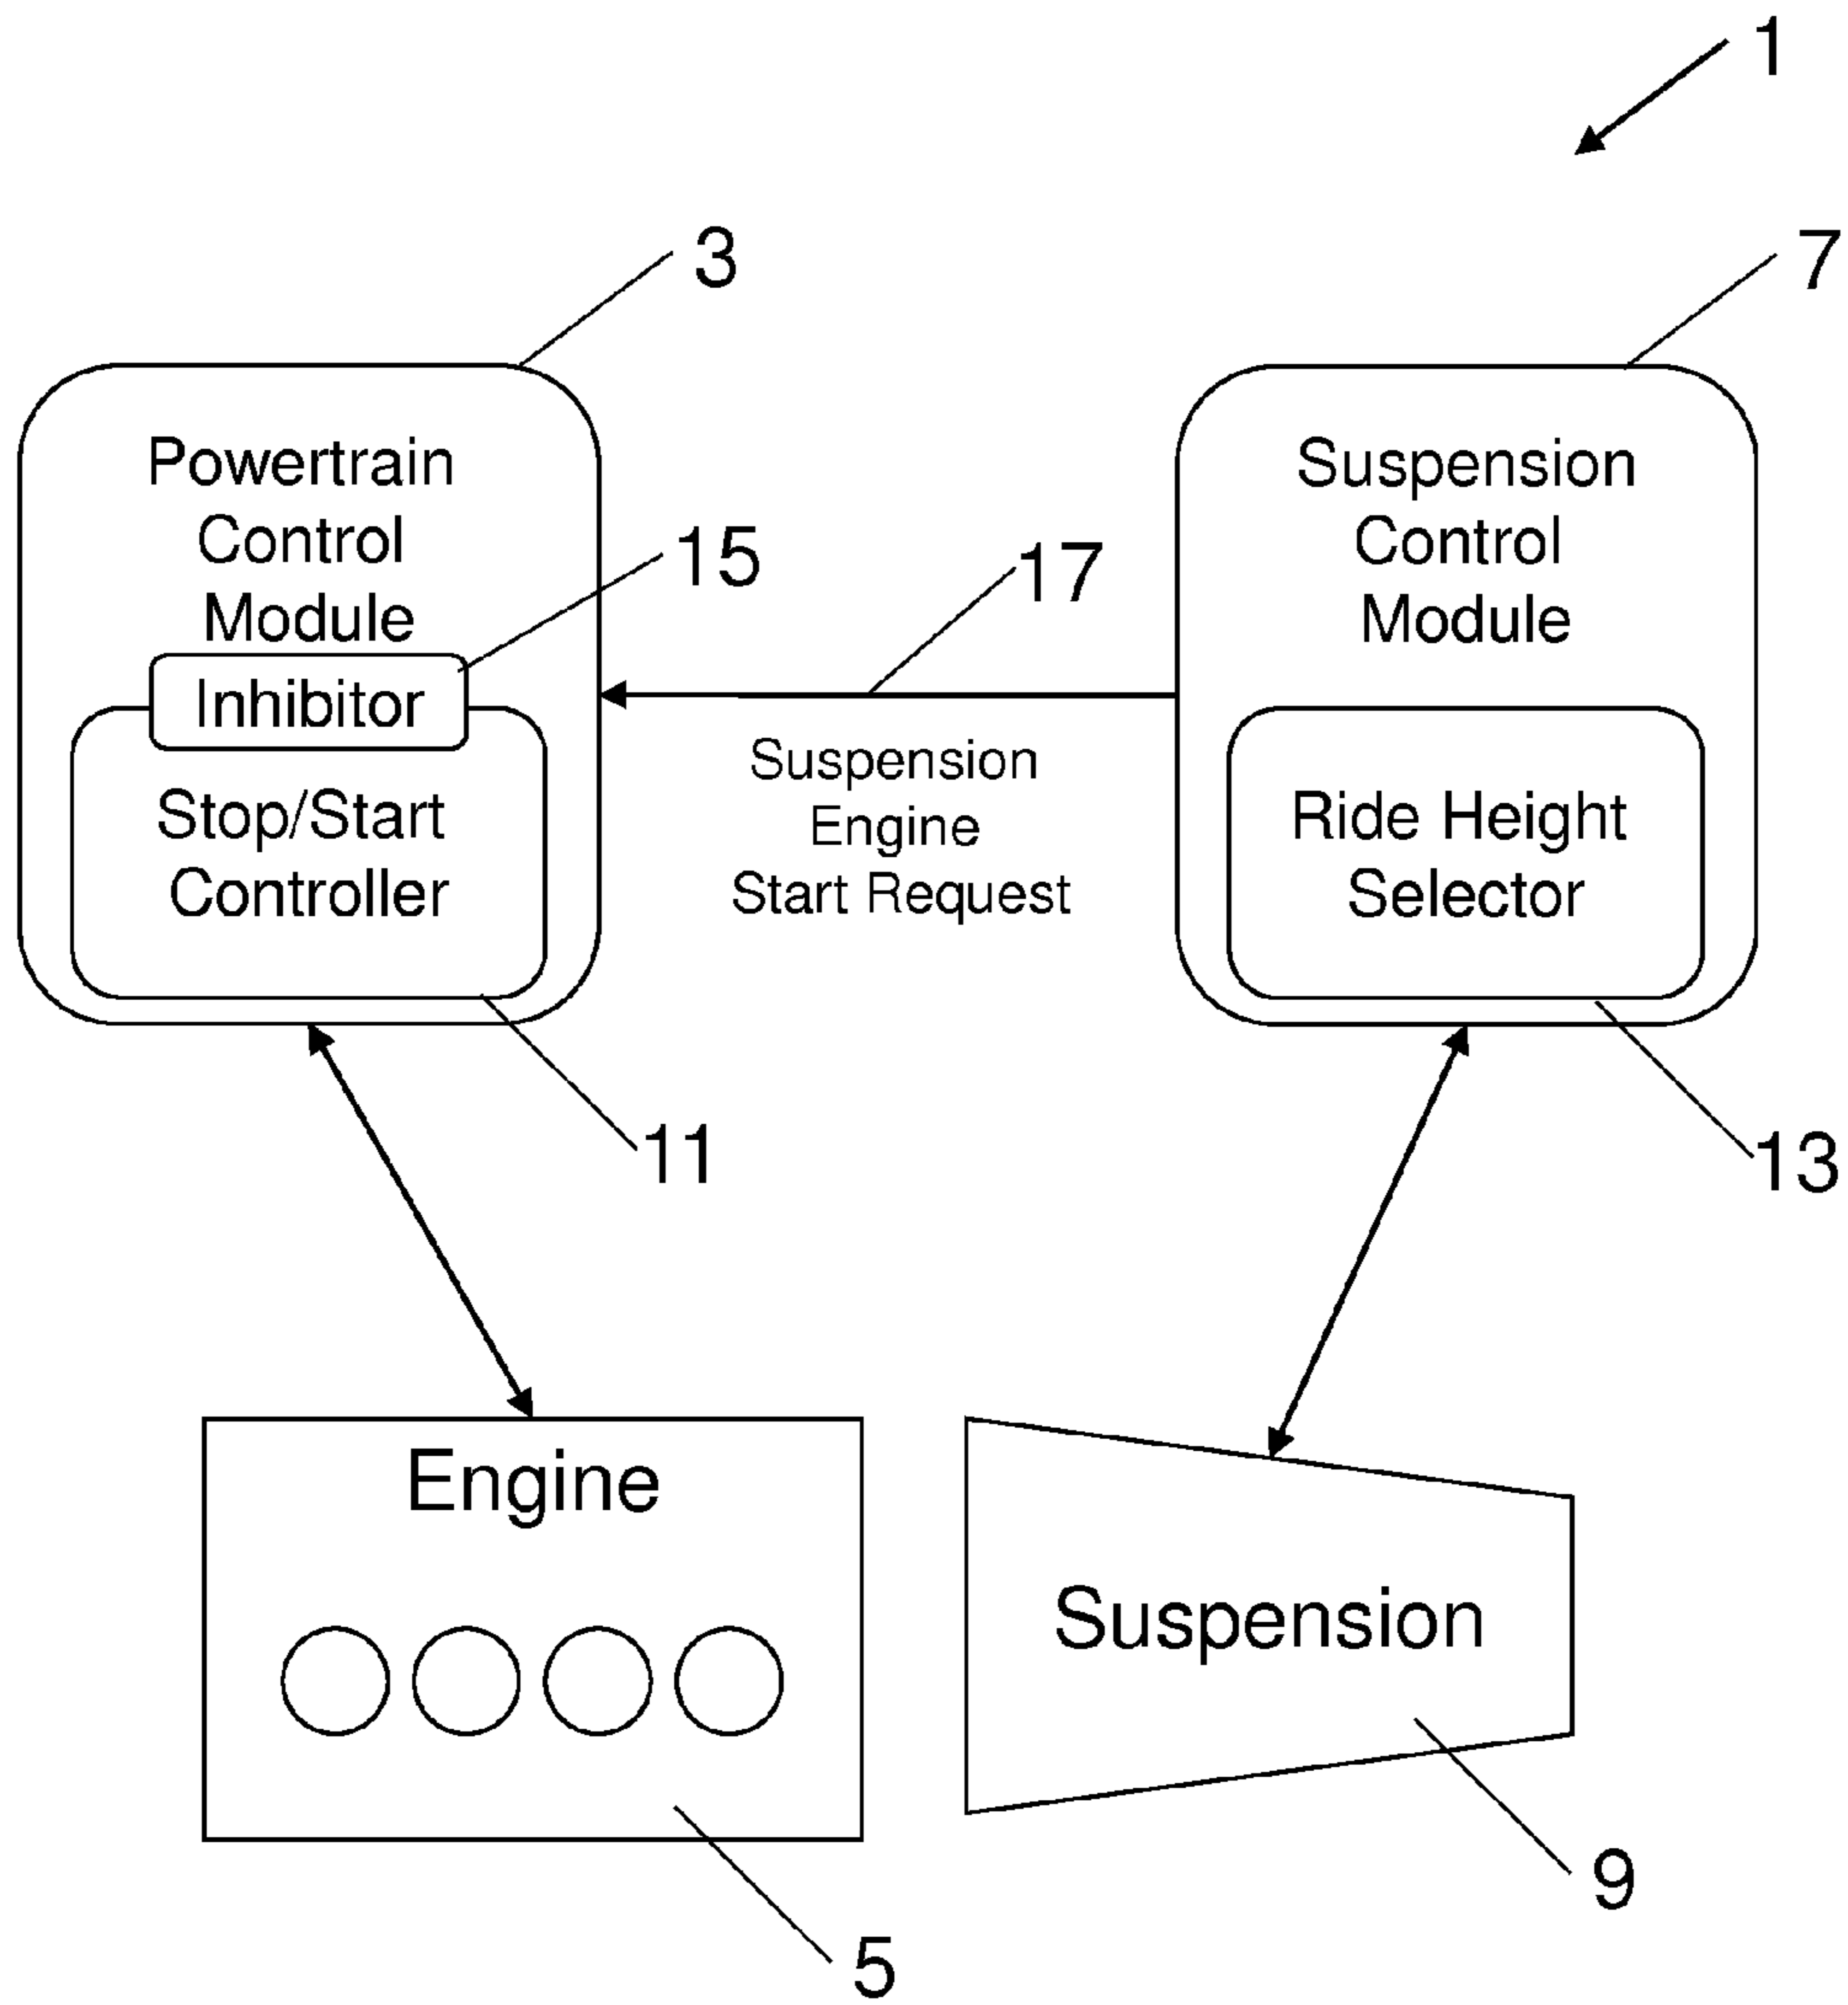 1
3
7
Powertrain
Control
Module
15
Inhibitor
Stop/Start
Controller
11
17
Suspension
Engine
Start Request
Suspension
Control
Module
Ride Height
Selector
13
Engine
5
Suspension
9